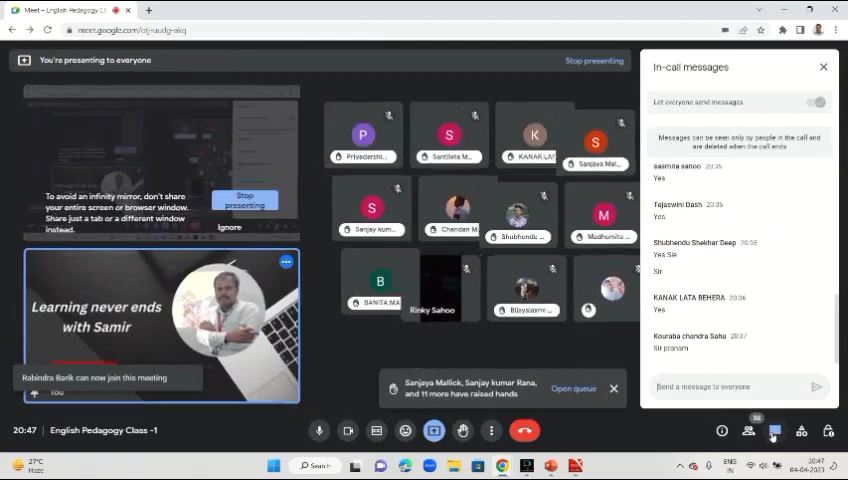 Meet – English Pedagogy Class
meet.google.com/otj-uudg-akq
You're presenting to everyone
Stop presenting
To avoid an infinity mirror, don't share
your entire screen or browser window.
Share just a tab or a different window
instead.
Stop
presenting
Ignore
Learning never ends
with Samir
Rabindra Barik can now join this meeting
You
P
Priyadarshi...
S
Santilata M...
K
KANAK LAT
S
Sanjaya Mal...
S
Sanjay kum...
Chandan M
Shubhendu ...
M
Madhumita ...
B
BANITA MA
Rinky Sahoo
Bijayalaxmi ...
Sanjaya Mallick, Sanjay kumar Rana,
and 11 more have raised hands
Open queue
In-call messages
Let everyone send messages
Messages can be seen only by people in the call and
are deleted when the call ends
aasmita sahoo 20:35
Yes
Tejaswini Dash 20:35
Yes
Shubhendu Shekhar Deep 20:35
Yes Sie
Sir
KANAK LATA BEHERA 20:36
Yes
Kouraba chandra Sahu 20:37
Sir pranam
Send a message to everyone
20:47
English Pedagogy Class -1
27°C
Haze
Search
ENG
IN
20:47
04-04-2023